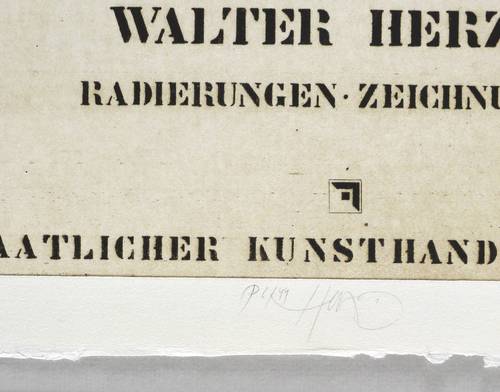 WALTER HERZ
RADIERUNGEN · ZEICHNU
AATLICHER KUNSTHAND